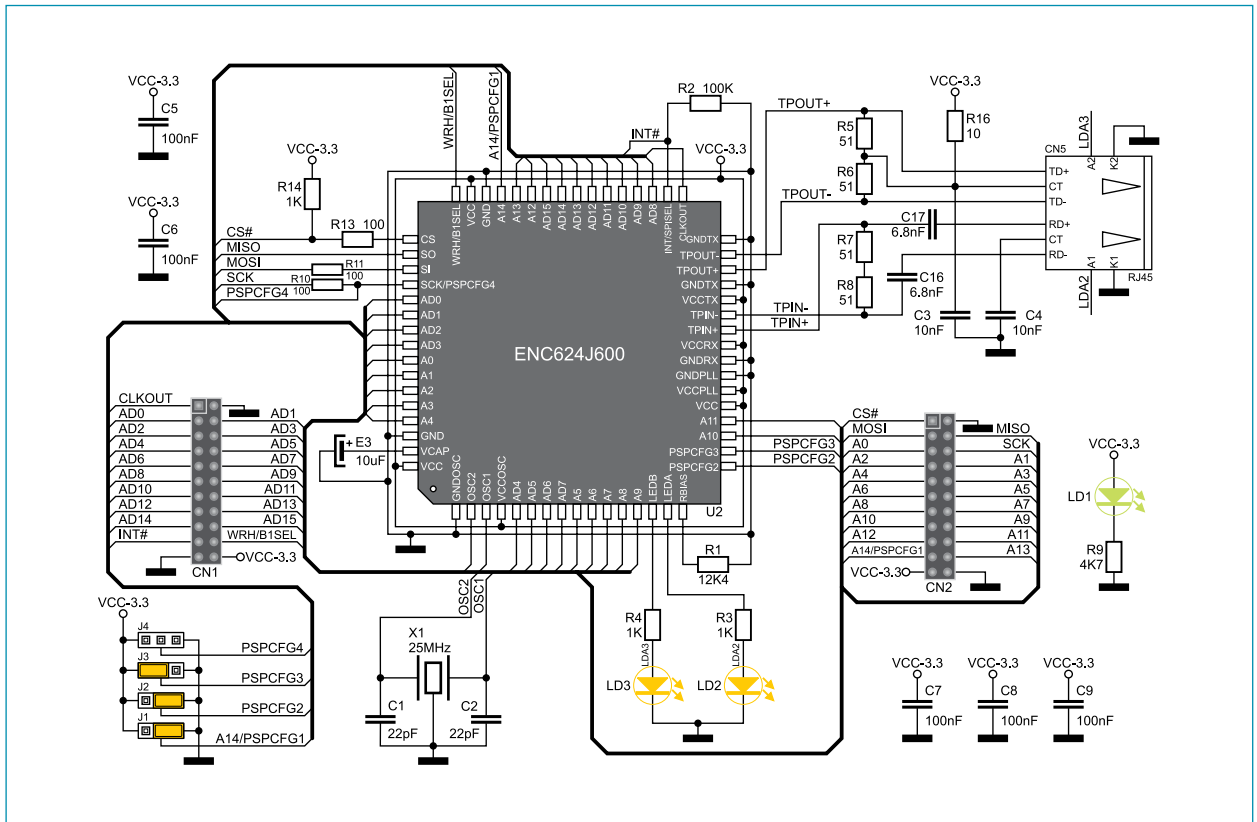 VCC-3.3
C5
100nF
VCC-3.3
C6
100nF
VCC-3.3
R14
1K
R13 100
CS#
MISO
MOSI
R11
100
SCK
R10
100
PSPCFG4
WRH/B1SEL
A14/PSPCFG1
INT#
R2 100K
VCC-3.3
TPOUT+
R5
51
R6
51
TPOUT-
R7
51
R8
51
TPIN-
TPIN+
C17
6.8nF
C16
6.8nF
VCC-3.3
R16
10
C3
10nF
C4
10nF
CN5
LDA3
A2
K2
TD+
CT
TD-
RD+
CT
RD-
A1
K1
RJ45
LDA2
WRH/B1SEL
VCC
GND
A14
A13
A12
AD15
AD14
AD13
AD12
AD11
AD10
AD9
AD8
INT/SPISEL
CLKOUT
CS
SO
SI
SCK/PSPCFG4
AD0
AD1
AD2
AD3
A0
A1
A2
A3
A4
GND
VCAP
VCC
ENC624J600
GNDTX
TPOUT-
TPOUT+
GNDTX
VCCTX
TPIN-
TPIN+
VCCRX
GNDRX
GNDPLL
VCCPLL
VCC
A11
A10
PSPCFG3
PSPCFG2
GNDOSC
OSC2
OSC1
VCCOSC
AD4
AD5
AD6
AD7
A5
A6
A7
A8
A9
LEDB
LEDA
RBIAS
U2
PSPCFG3
PSPCFG2
+ E3
10uF
CLKOUT
AD0 AD1
AD2 AD3
AD4 AD5
AD6 AD7
AD8 AD9
AD10 AD11
AD12 AD13
AD14 AD15
INT# WRH/B1SEL
VCC-3.3
CN1
CS#
MOSI MISO
A0 SCK
A2 A1
A4 A3
A6 A5
A8 A7
A10 A9
A12 A11
A14/PSPCFG1 A13
VCC-3.3
CN2
VCC-3.3
LD1
R9
4K7
R1
12K4
OSC2
OSC1
X1
25MHz
C1
22pF
C2
22pF
R4
1K
LDA3
LD3
R3
1K
LDA2
LD2
VCC-3.3
J4
PSPCFG4
J3
PSPCFG3
J2
PSPCFG2
J1
A14/PSPCFG1
VCC-3.3
C7
100nF
VCC-3.3
C8
100nF
VCC-3.3
C9
100nF